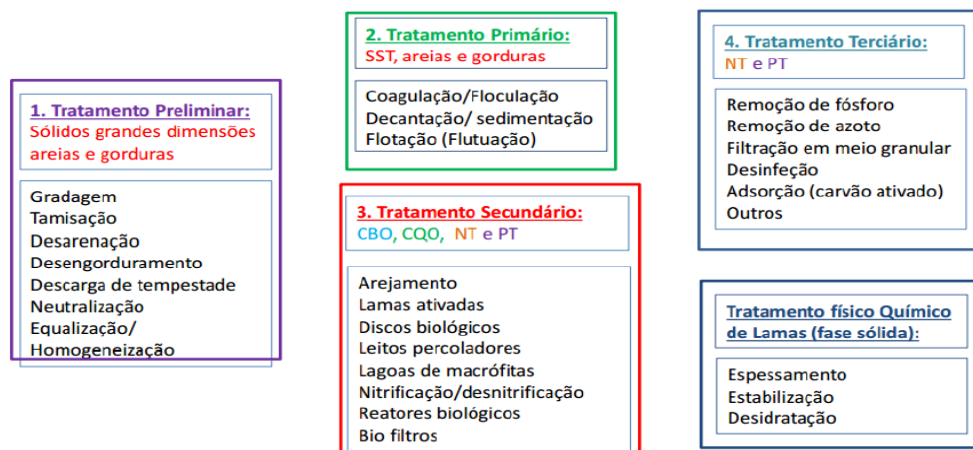 1. Tratamento Preliminar:
Sólidos grandes dimensões
areias e gorduras
Gradagem
Tamisação
Desarenação
Desengorduramento
Descarga de tempestade
Neutralização
Equalização/
Homogeneização
2. Tratamento Primário:
SST, areias e gorduras
Coagulação/Floculação
Decantação/ sedimentação
Flotação (Flutuação)
3. Tratamento Secundário:
CBO, CQO, NT e PT
Arejamento
Lamas ativadas
Discos biológicos
Leitos percoladores
Lagoas de macrófitas
Nitrificação/desnitrificação
Reatores biológicos
Bio filtros
4. Tratamento Terciário:
NT e PT
Remoção de fósforo
Remoção de azoto
Filtração em meio granular
Desinfeção
Adsorção (carvão ativado)
Outros
Tratamento físico Químico
de Lamas (fase sólida):
Espessamento
Estabilização
Desidratação